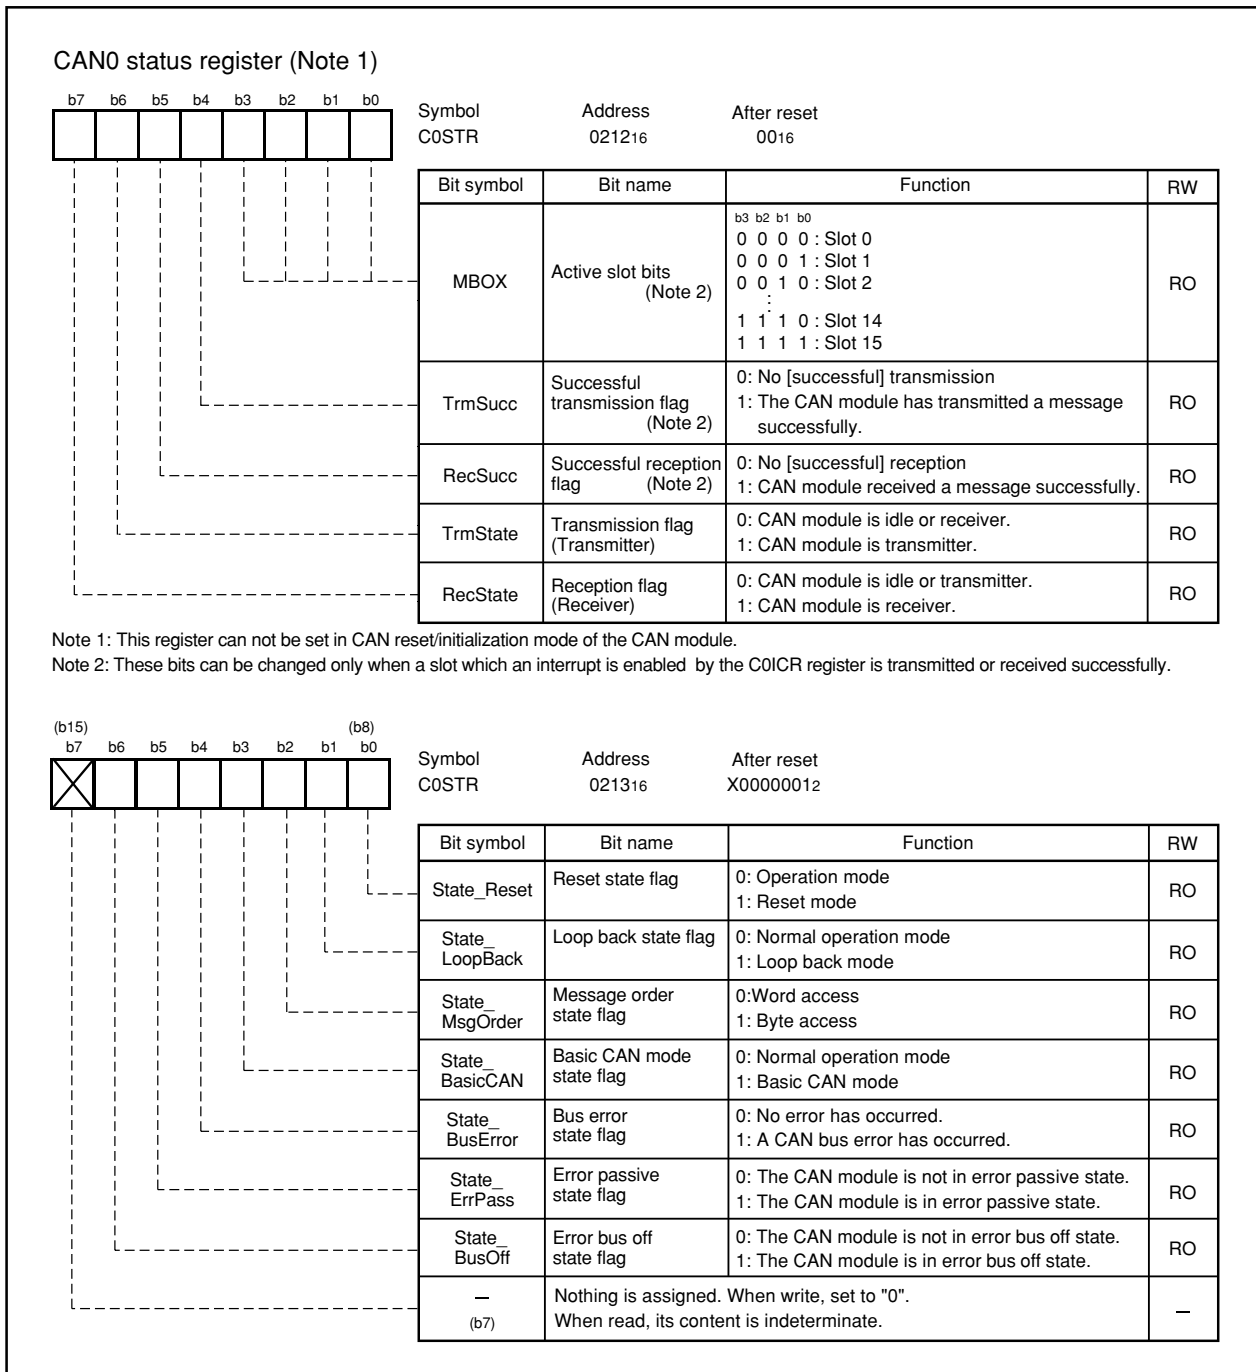 CAN0 status register (Note 1)
b7 b6 b5 b4 b3 b2 b1 b0
Symbol Address After reset
C0STR 021216 0016
Bit symbol Bit name Function RW
MBOX Active slot bits (Note 2) RO
b3 b2 b1 b0
0 0 0 0 : Slot 0
0 0 0 1 : Slot 1
0 0 1 0 : Slot 2
:
1 1 1 0 : Slot 14
1 1 1 1 : Slot 15
TrmSucc Successful transmission flag (Note 2) RO
0: No [successful] transmission
1: The CAN module has transmitted a message
successfully.
RecSucc Successful reception flag (Note 2) RO
0: No [successful] reception
1: CAN module received a message successfully.
TrmState Transmission flag (Transmitter) RO
0: CAN module is idle or receiver.
1: CAN module is transmitter.
RecState Reception flag (Receiver) RO
0: CAN module is idle or transmitter.
1: CAN module is receiver.
Note 1: This register can not be set in CAN reset/initialization mode of the CAN module.
Note 2: These bits can be changed only when a slot which an interrupt is enabled by the C0ICR register is transmitted or received successfully.
(b15) (b8)
b7 b6 b5 b4 b3 b2 b1 b0
Symbol Address After reset
C0STR 021316 X00000012
Bit symbol Bit name Function RW
State_Reset Reset state flag RO
0: Operation mode
1: Reset mode
State_
LoopBack Loop back state flag RO
0: Normal operation mode
1: Loop back mode
State_
MsgOrder Message order state flag RO
0:Word access
1: Byte access
State_
BasicCAN Basic CAN mode state flag RO
0: Normal operation mode
1: Basic CAN mode
State_
BusError Bus error state flag RO
0: No error has occurred.
1: A CAN bus error has occurred.
State_
ErrPass Error passive state flag RO
0: The CAN module is not in error passive state.
1: The CAN module is in error passive state.
State_
BusOff Error bus off state flag RO
0: The CAN module is not in error bus off state.
1: The CAN module is in error bus off state.
—
(b7)
Nothing is assigned. When write, set to "0".
When read, its content is indeterminate. —